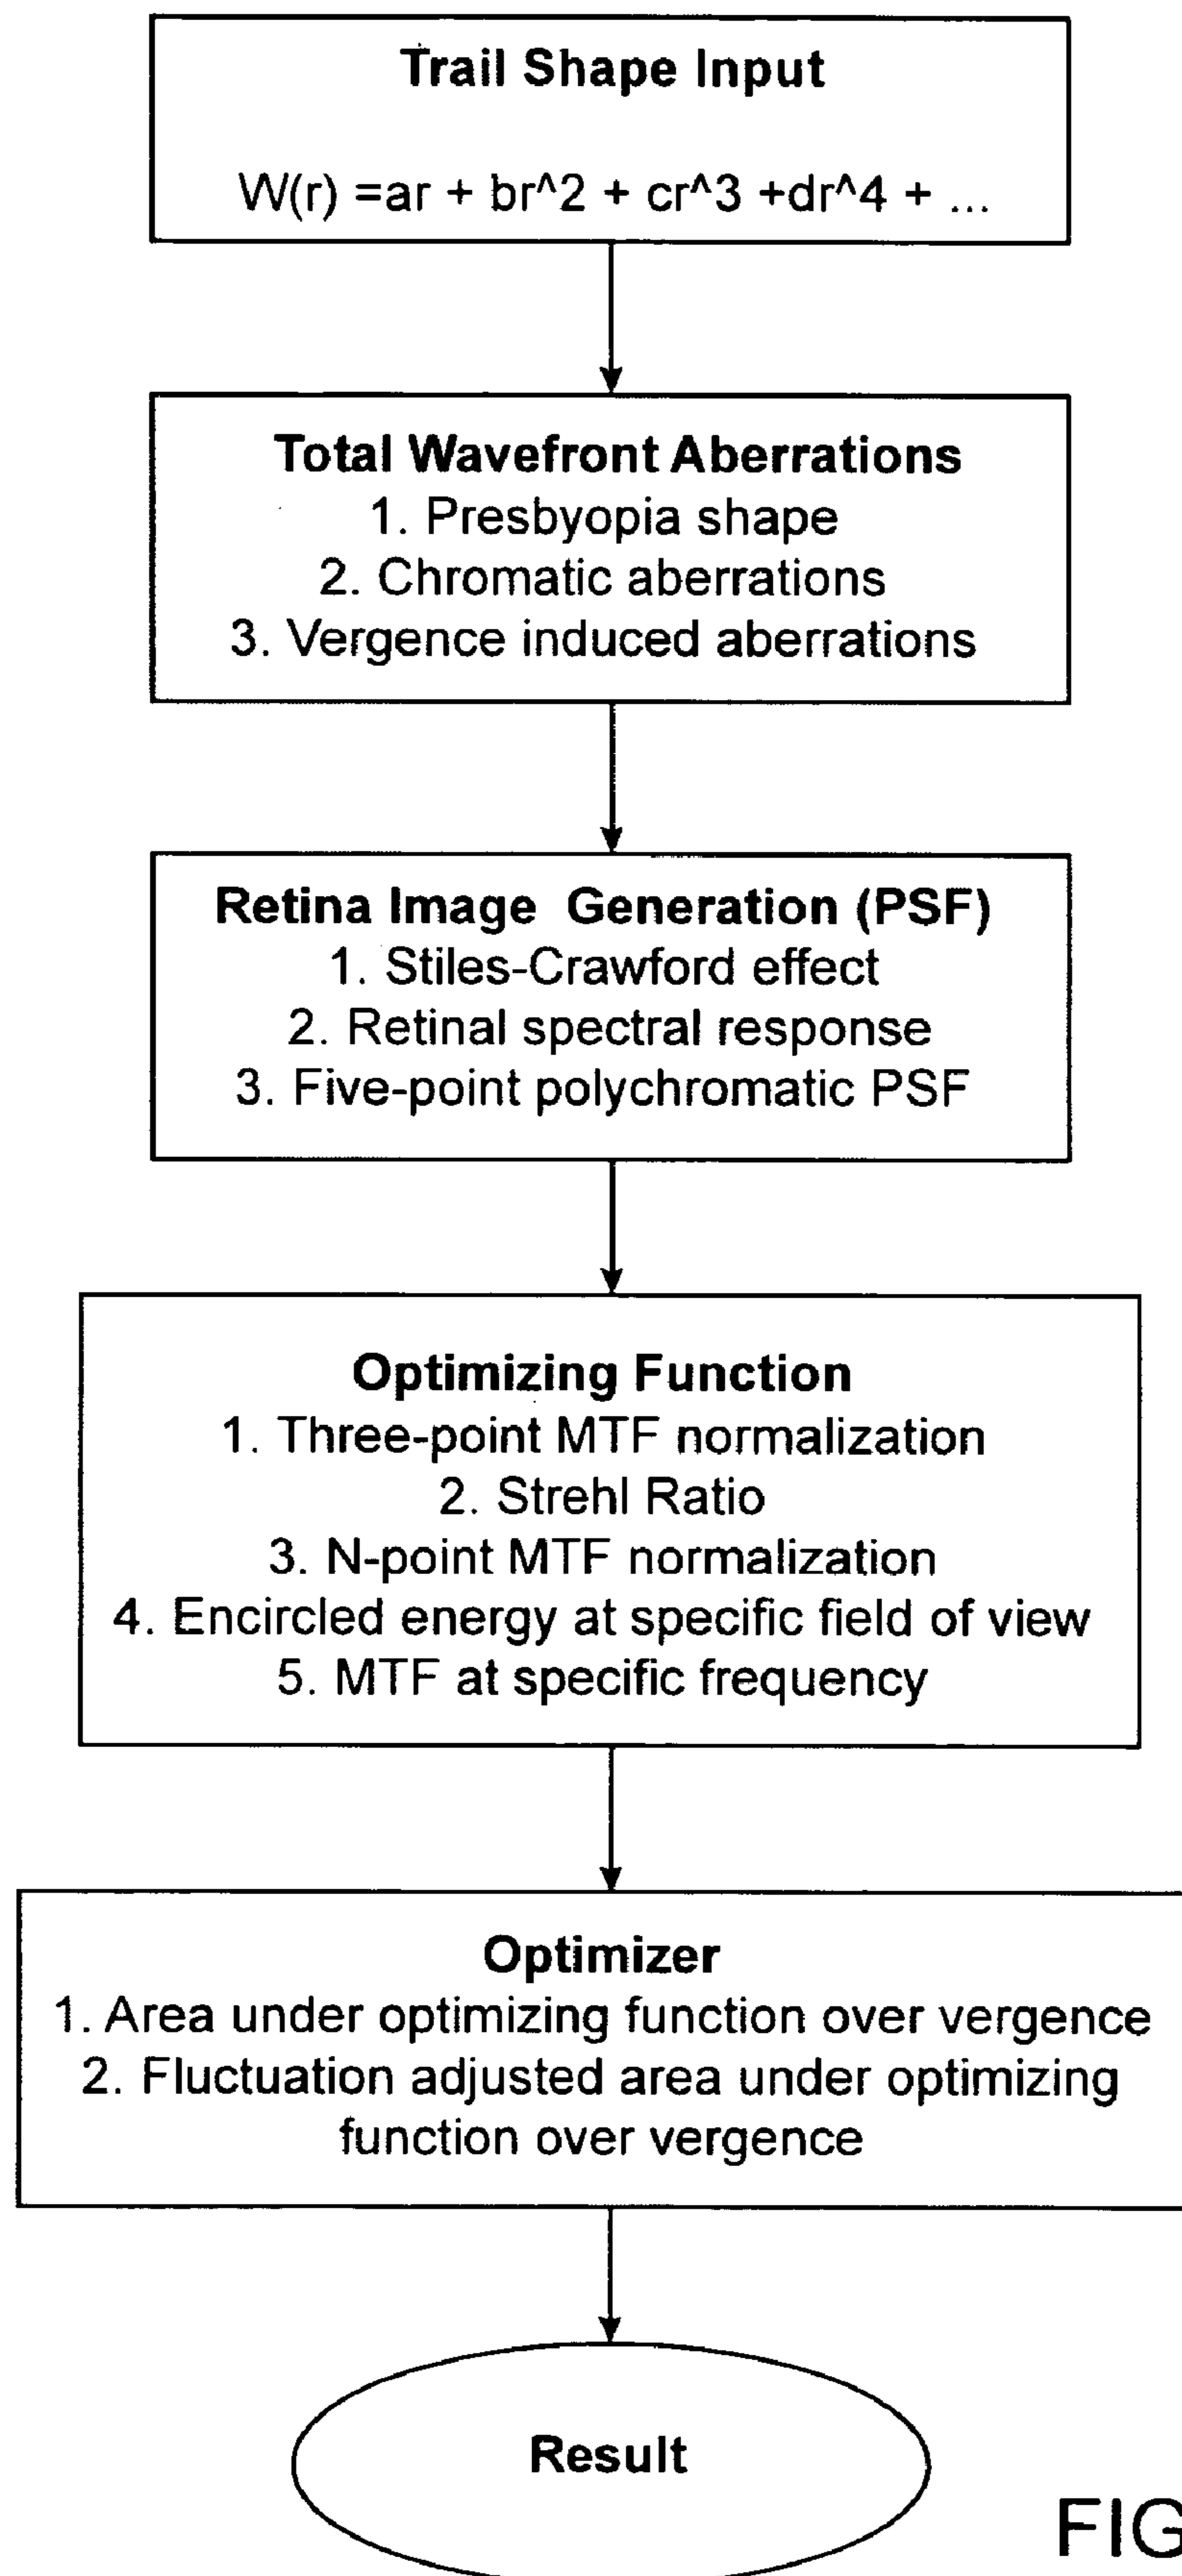 Trail Shape Input
W(r) =ar + br^2 + cr^3 +dr^4 + ...
Total Wavefront Aberrations
1. Presbyopia shape
2. Chromatic aberrations
3. Vergence induced aberrations
Retina Image Generation (PSF)
1. Stiles-Crawford effect
2. Retinal spectral response
3. Five-point polychromatic PSF
Optimizing Function
1. Three-point MTF normalization
2. Strehl Ratio
3. N-point MTF normalization
4. Encircled energy at specific field of view
5. MTF at specific frequency
Optimizer
1. Area under optimizing function over vergence
2. Fluctuation adjusted area under optimizing
function over vergence
Result
FIG